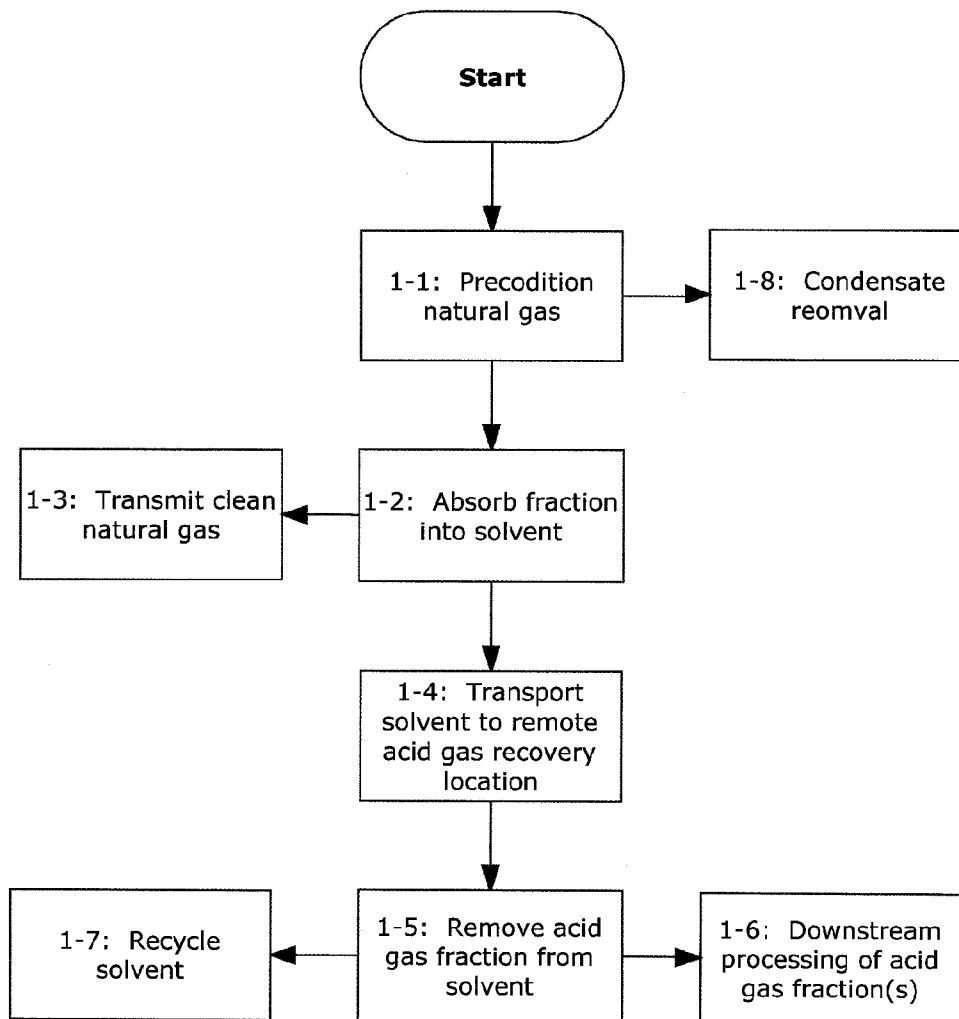 Start
1-1: Precodition
natural gas
1-8: Condensate
reomval
1-3: Transmit clean
natural gas
1-2: Absorb fraction
into solvent
1-4: Transport
solvent to remote
acid gas recovery
location
1-7: Recycle
solvent
1-5: Remove acid
gas fraction from
solvent
1-6: Downstream
processing of acid
gas fraction(s)